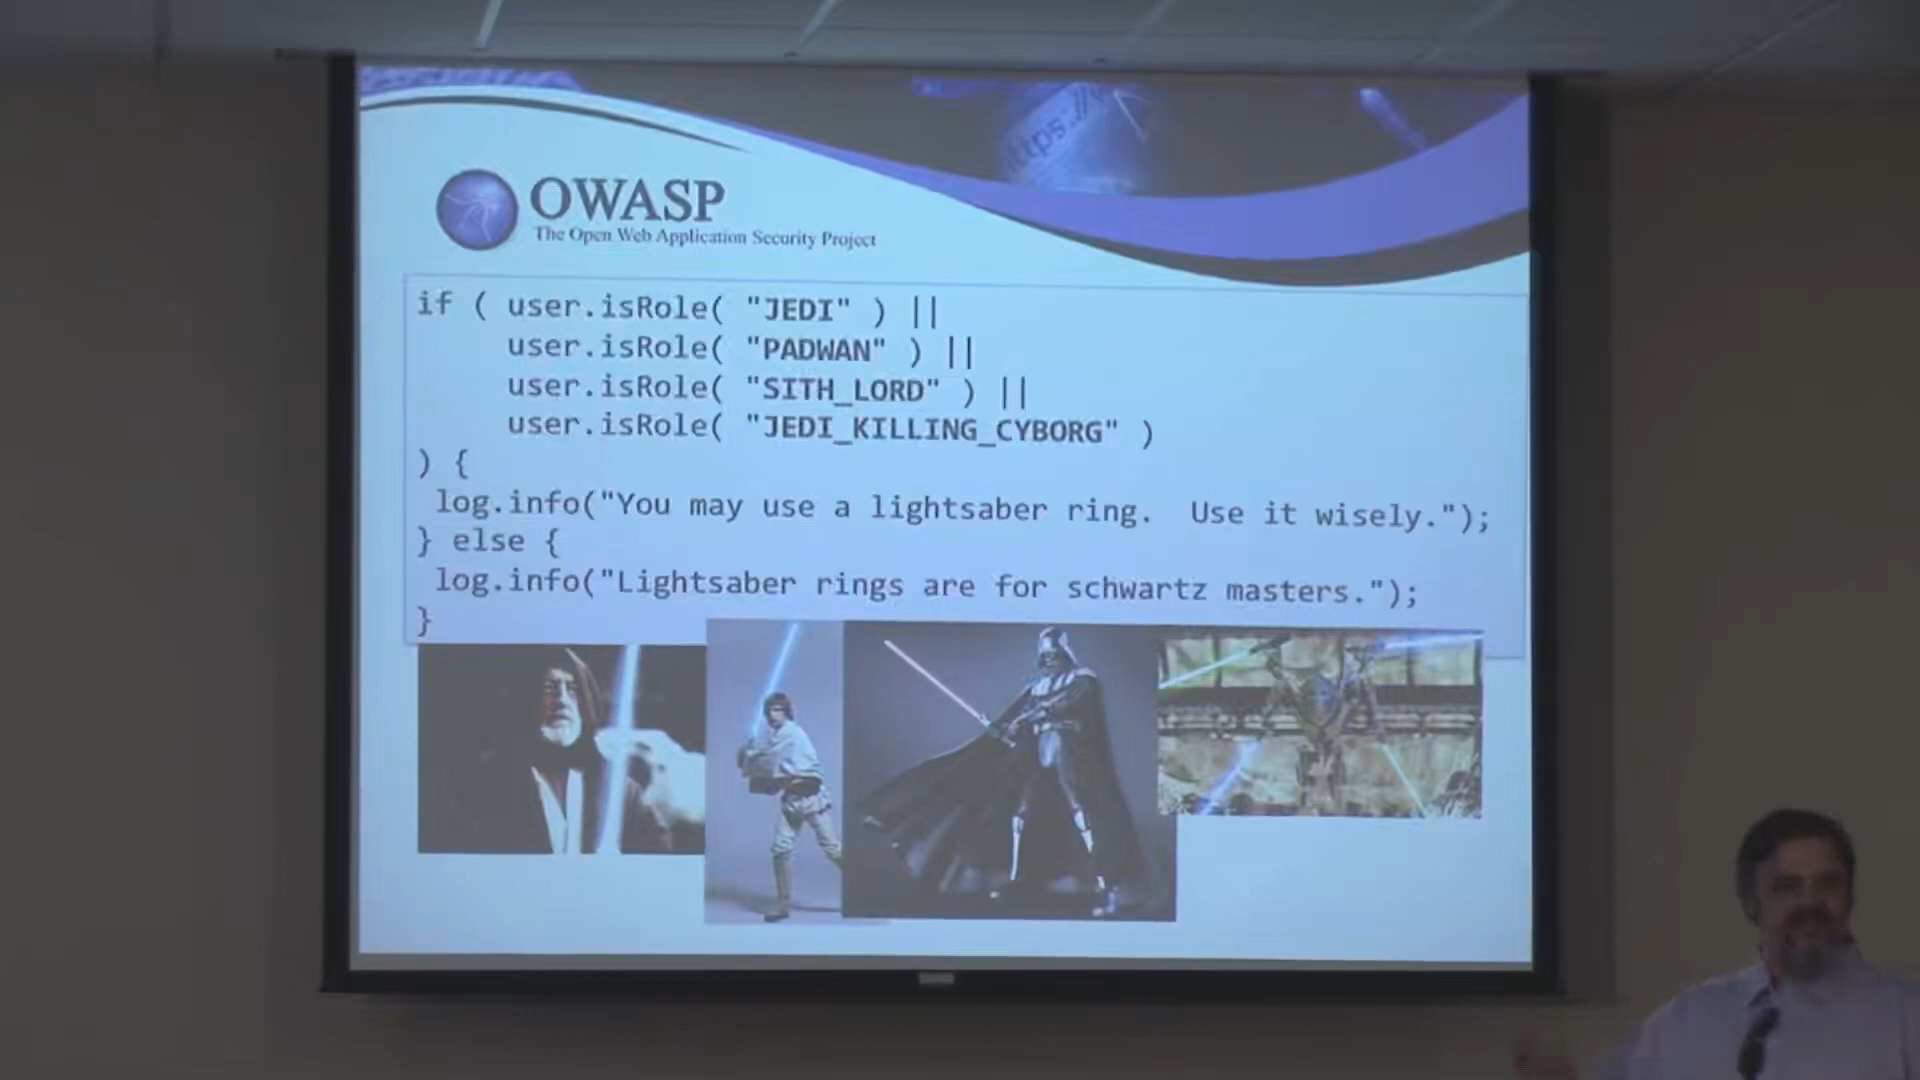 ttps://
OWASP
The Open Web Application Security Project
if ( user.isRole( "JEDI" ) ||
user.isRole( "PADWAN" ) ||
user.isRole( "SITH_LORD" ) ||
user.isRole( "JEDI_KILLING_CYBORG" )
) {
log.info("You may use a lightsaber ring.  Use it wisely.");
} else {
log.info("Lightsaber rings are for schwartz masters.");
}